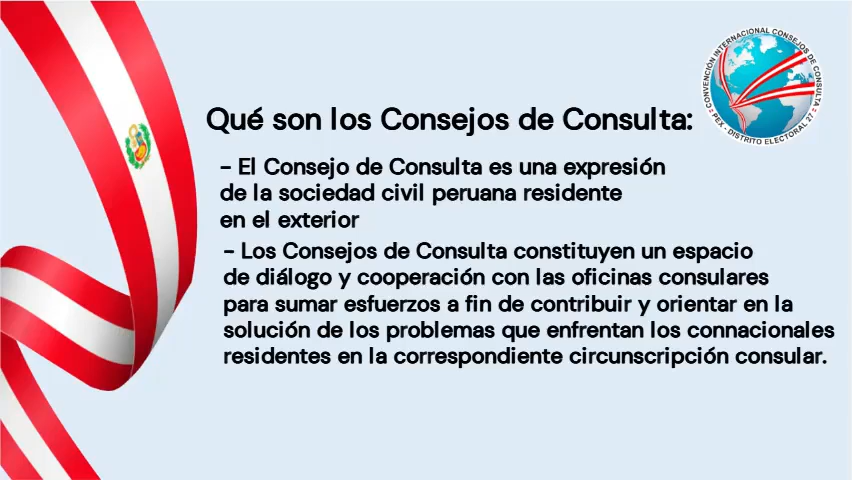 CONVENCIÓN INTERNACIONAL CONSEJOS DE CONSULTA
PEX - DISTRITO ELECTORAL 27
Qué son los Consejos de Consulta:
- El Consejo de Consulta es una expresión
de la sociedad civil peruana residente
en el exterior
- Los Consejos de Consulta constituyen un espacio
de diálogo y cooperación con las oficinas consulares
para sumar esfuerzos a fin de contribuir y orientar en la
solución de los problemas que enfrentan los connacionales
residentes en la correspondiente circunscripción consular.